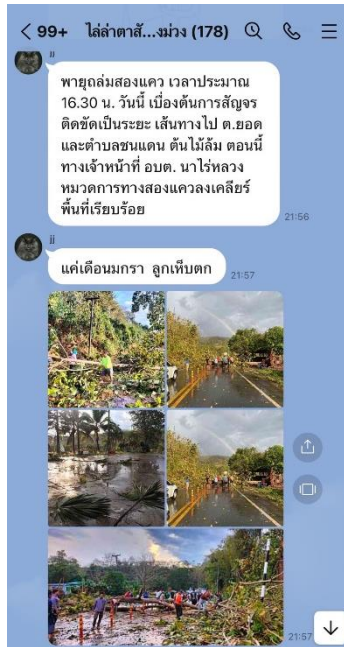 99+ ไล่ล่าตาสั...งม่วง (178)
jj
พายุถล่มสองแคว เวลาประมาณ
16.30 น. วันนี้ เบื้องต้นการสัญจร
ติดขัดเป็นระยะ เส้นทางไป ต.ยอด
และตำบลชนแดน ต้นไม้ล้ม ตอนนี้
ทางเจ้าหน้าที่ อบต. นาไร่หลวง
หมวดการทางสองแควลงเคลียร์
พื้นที่เรียบร้อย
21:56
jj
แค่เดือนมกรา ลูกเห็บตก
21:57
21:57